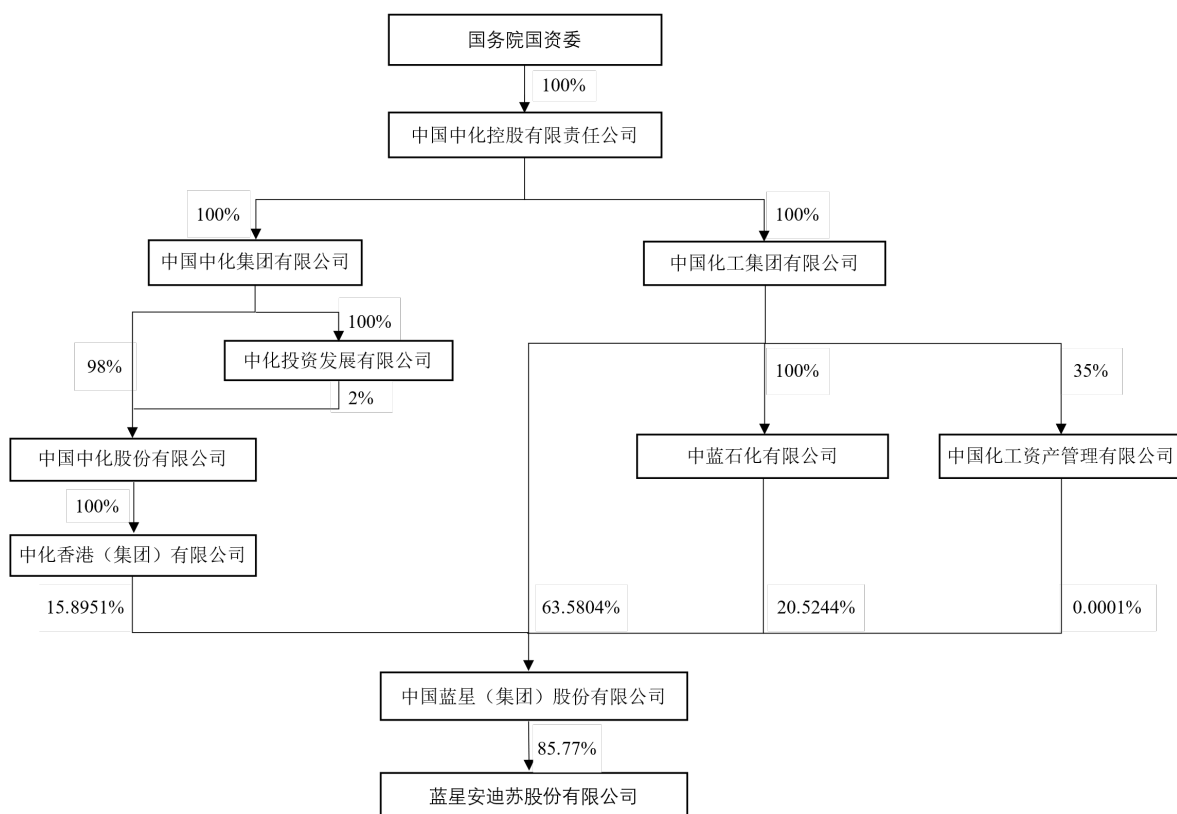 国务院国资委
100%
中国中化控股有限责任公司
100%
100%
中国中化集团有限公司
中国化工集团有限公司
100%
中化投资发展有限公司
98%
2%
100%
35%
中国中化股份有限公司
中蓝石化有限公司
中国化工资产管理有限公司
100%
中化香港（集团）有限公司
15.8951%
63.5804%
20.5244%
0.0001%
中国蓝星（集团）股份有限公司
85.77%
蓝星安迪苏股份有限公司